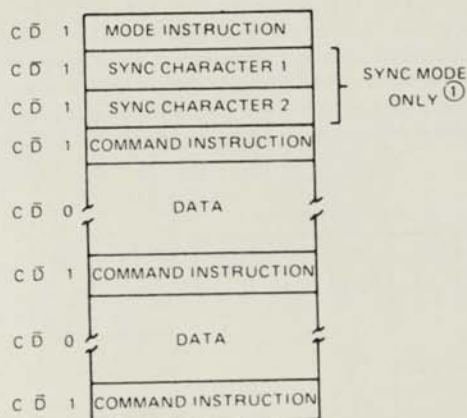 C D̄ 1 MODE INSTRUCTION
C D̄ 1 SYNC CHARACTER 1
C D̄ 1 SYNC CHARACTER 2
SYNC MODE
ONLY ①
C D̄ 1 COMMAND INSTRUCTION
C D̄ 0 DATA
C D̄ 1 COMMAND INSTRUCTION
C D̄ 0 DATA
C D̄ 1 COMMAND INSTRUCTION